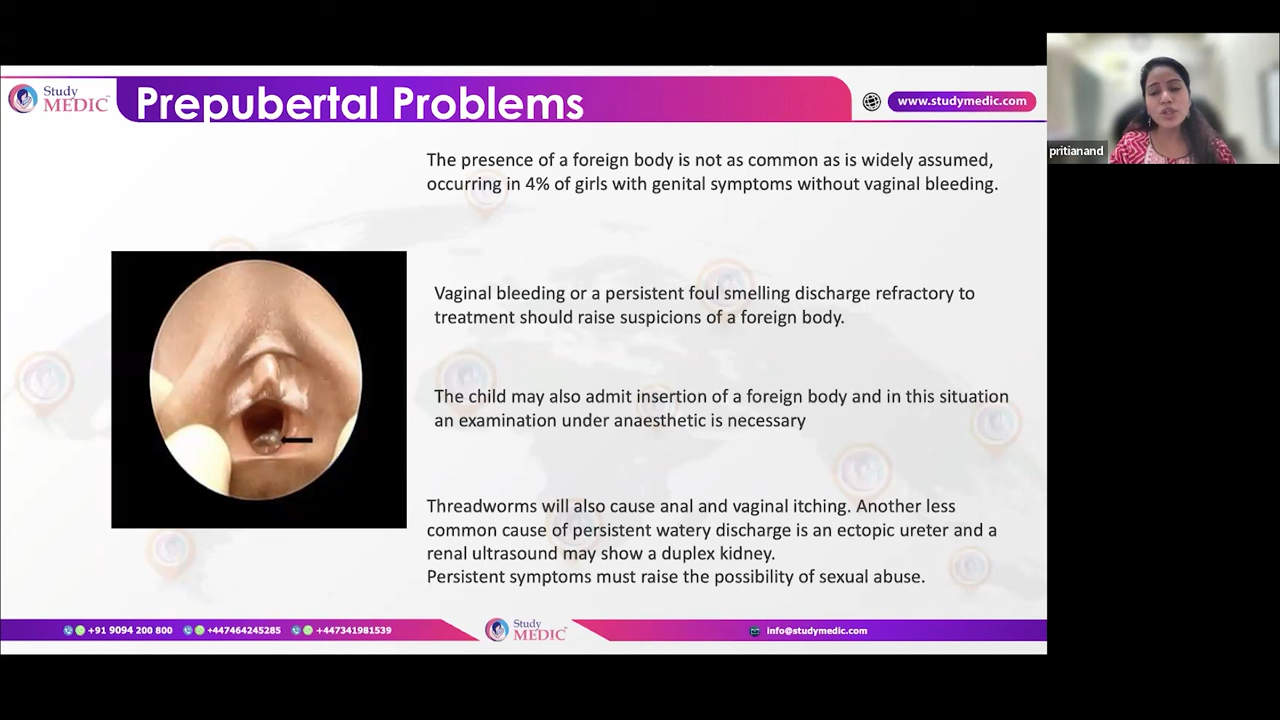 Study
MEDIC
Prepubertal Problems
www.studymedic.com
pritianand
The presence of a foreign body is not as common as is widely assumed,
occurring in 4% of girls with genital symptoms without vaginal bleeding.
Vaginal bleeding or a persistent foul smelling discharge refractory to
treatment should raise suspicions of a foreign body.
The child may also admit insertion of a foreign body and in this situation
an examination under anaesthetic is necessary
Threadworms will also cause anal and vaginal itching. Another less
common cause of persistent watery discharge is an ectopic ureter and a
renal ultrasound may show a duplex kidney.
Persistent symptoms must raise the possibility of sexual abuse.
+91 9094 200 800 +447464245285 +447341981539
Study
MEDIC
info@studymedic.com